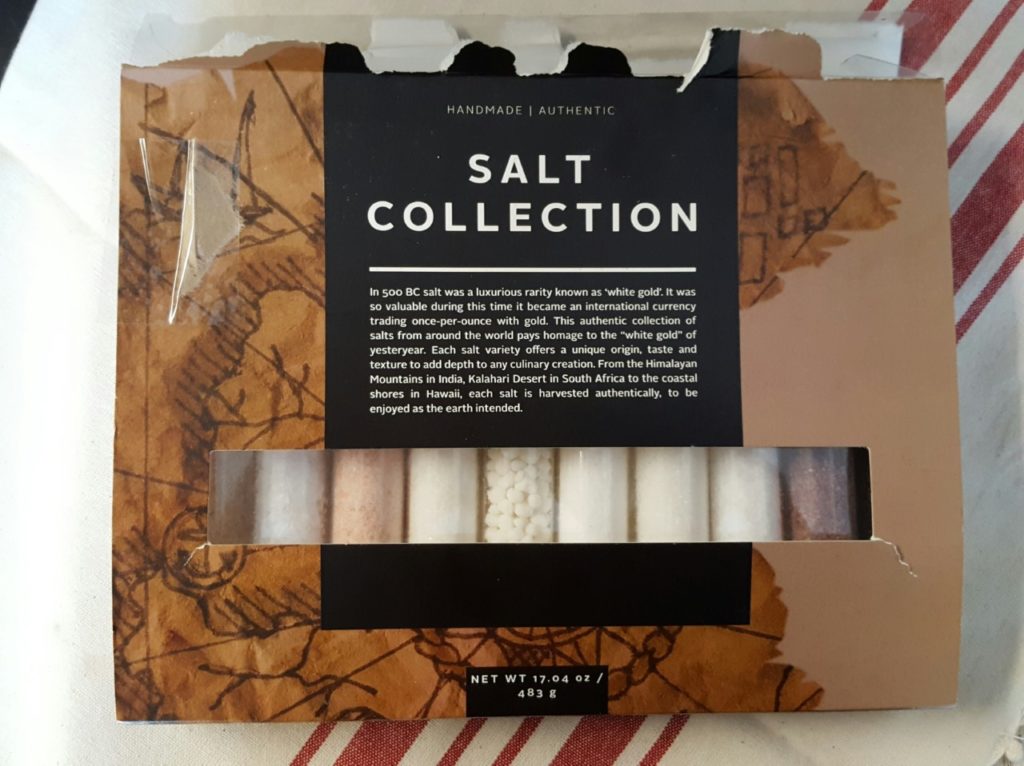 HANDMADE | AUTHENTIC
SALT
COLLECTION
In 500 BC salt was a luxurious rarity known as 'white gold'. It was
so valuable during this time it became an international currency
trading once-per-ounce with gold. This authentic collection of
salts from around the world pays homage to the "white gold" of
yesteryear. Each salt variety offers a unique origin, taste and
texture to add depth to any culinary creation. From the Himalayan
Mountains in India, Kalahari Desert in South Africa to the coastal
shores in Hawaii, each salt is harvested authentically, to be
enjoyed as the earth intended.
NET WT 17.04 oz /
483 g